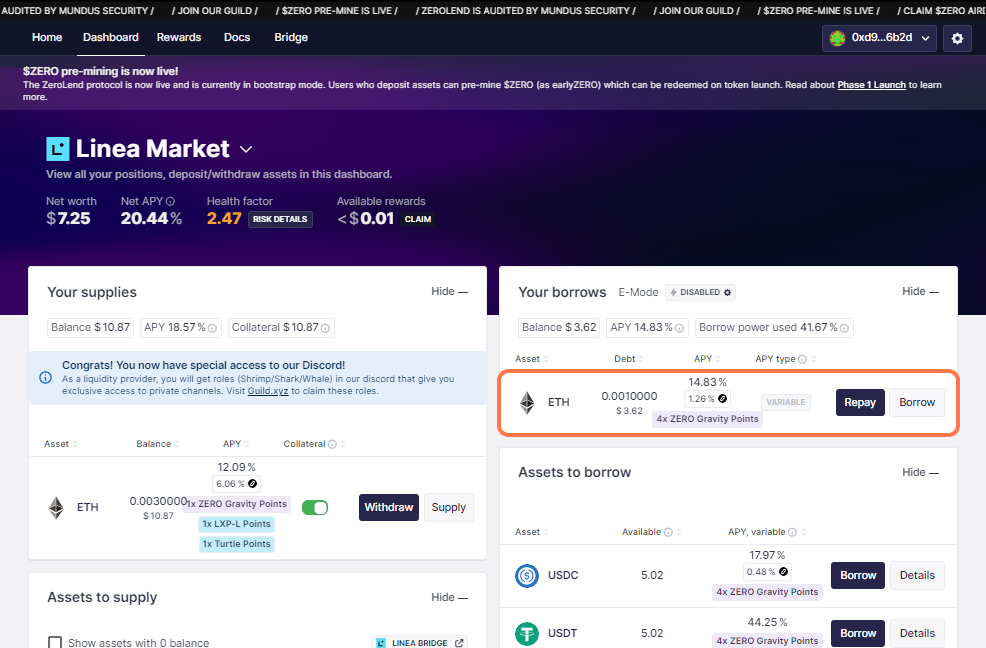 AUDITED BY MUNDUS SECURITY / / JOIN OUR GUILD / / $ZERO PRE-MINE IS LIVE / / ZEROLEND IS AUDITED BY MUNDUS SECURITY / / JOIN OUR GUILD / / $ZERO PRE-MINE IS LIVE / / CLAIM $ZERO AIRD
Home Dashboard Rewards Docs Bridge 0xd9...6b2d
$ZERO pre-mining is now live!
The ZeroLend protocol is now live and is currently in bootstrap mode. Users who deposit assets can pre-mine $ZERO (as earlyZERO) which can be redeemed on token launch. Read about Phase 1 Launch to learn
more.
Linea Market
View all your positions, deposit/withdraw assets in this dashboard.
Net worth Net APY Health factor Available rewards
$7.25 20.44% 2.47 RISK DETAILS <$0.01 CLAIM
Your supplies Hide —
Balance $10.87 APY 18.57% Collateral $10.87
Congrats! You now have special access to our Discord!
As a liquidity provider, you will get roles (Shrimp/Shark/Whale) in our discord that give you
exclusive access to private channels. Visit Guild.xyz to claim these roles.
Asset Balance APY Collateral
12.09%
6.06%
ETH 0.0030000 1x ZERO Gravity Points Withdraw Supply
$10.87
1x LXP-L Points
1x Turtle Points
Assets to supply Hide —
Show assets with 0 balance LINEA BRIDGE
Your borrows E-Mode DISABLED Hide —
Balance $3.62 APY 14.83% Borrow power used 41.67%
Asset Debt APY APY type
14.83%
ETH 0.0010000 1.26% VARIABLE Repay Borrow
$3.62
4x ZERO Gravity Points
Assets to borrow Hide —
Asset Available APY, variable
17.97%
USDC 5.02 0.48% Borrow Details
4x ZERO Gravity Points
44.25%
USDT 5.02 Borrow Details
4x ZERO Gravity Points